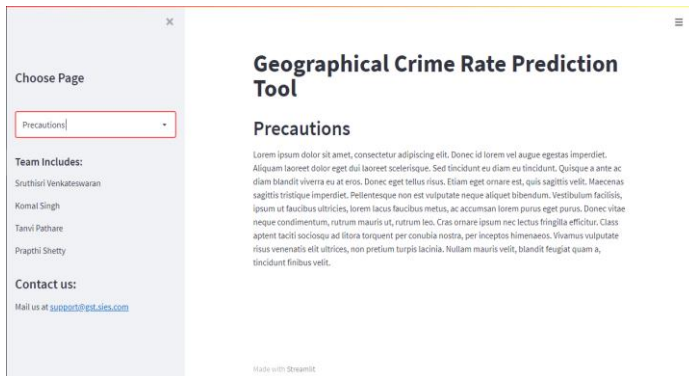 Choose Page
Precautions
Team Includes:
Sruthisri Venkateswaran
Komal Singh
Tanvi Pathare
Prapthi Shetty
Contact us:
Mail us at support@gst.sies.com
Geographical Crime Rate Prediction
Tool
Precautions
Lorem ipsum dolor sit amet, consectetur adipiscing elit. Donec id lorem vel augue egestas imperdiet.
Aliquam laoreet dolor eget dui laoreet scelerisque. Sed tincidunt eu diam eu tincidunt. Quisque a ante ac
diam blandit viverra eu at eros. Donec eget tellus risus. Etiam eget ornare est, quis sagittis velit. Maecenas
sagittis tristique imperdiet. Pellentesque non est vulputate neque aliquet bibendum. Vestibulum facilisis,
ipsum ut faucibus ultricies, lorem lacus faucibus metus, ac accumsan lorem purus eget purus. Donec vitae
neque condimentum, rutrum mauris ut, rutrum leo. Cras ornare ipsum nec lectus fringilla efficitur. Class
aptent taciti sociosqu ad litora torquent per conubia nostra, per inceptos himenaeos. Vivamus vulputate
risus venenatis elit ultrices, non pretium turpis lacinia. Nullam mauris velit, blandit feugiat quam a,
tincidunt finibus velit.
Made with Streamlit